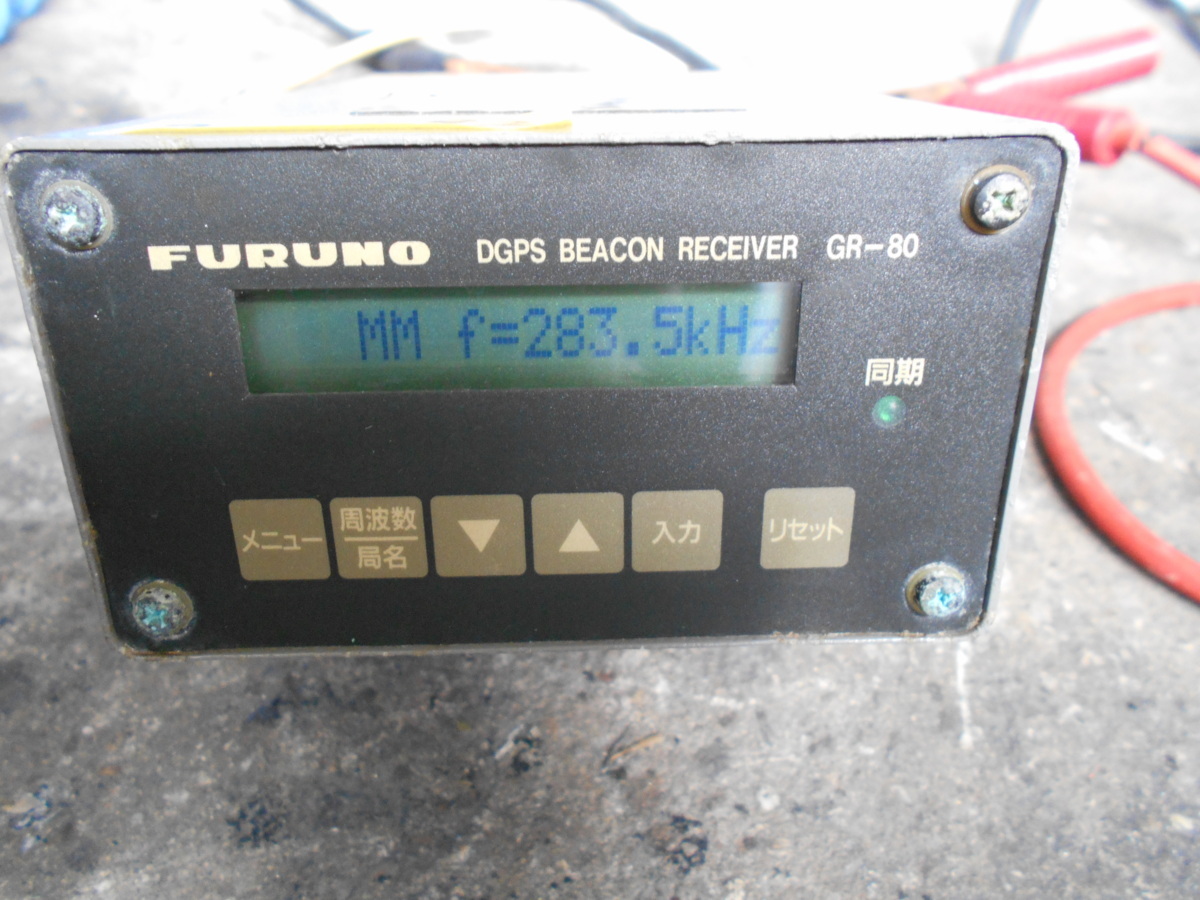 FURUNO DGPS BEACON RECEIVER GR-80
MM f=283.5kHz
同期
メニュー
周波数
局名
▼
▲
入力
リセット